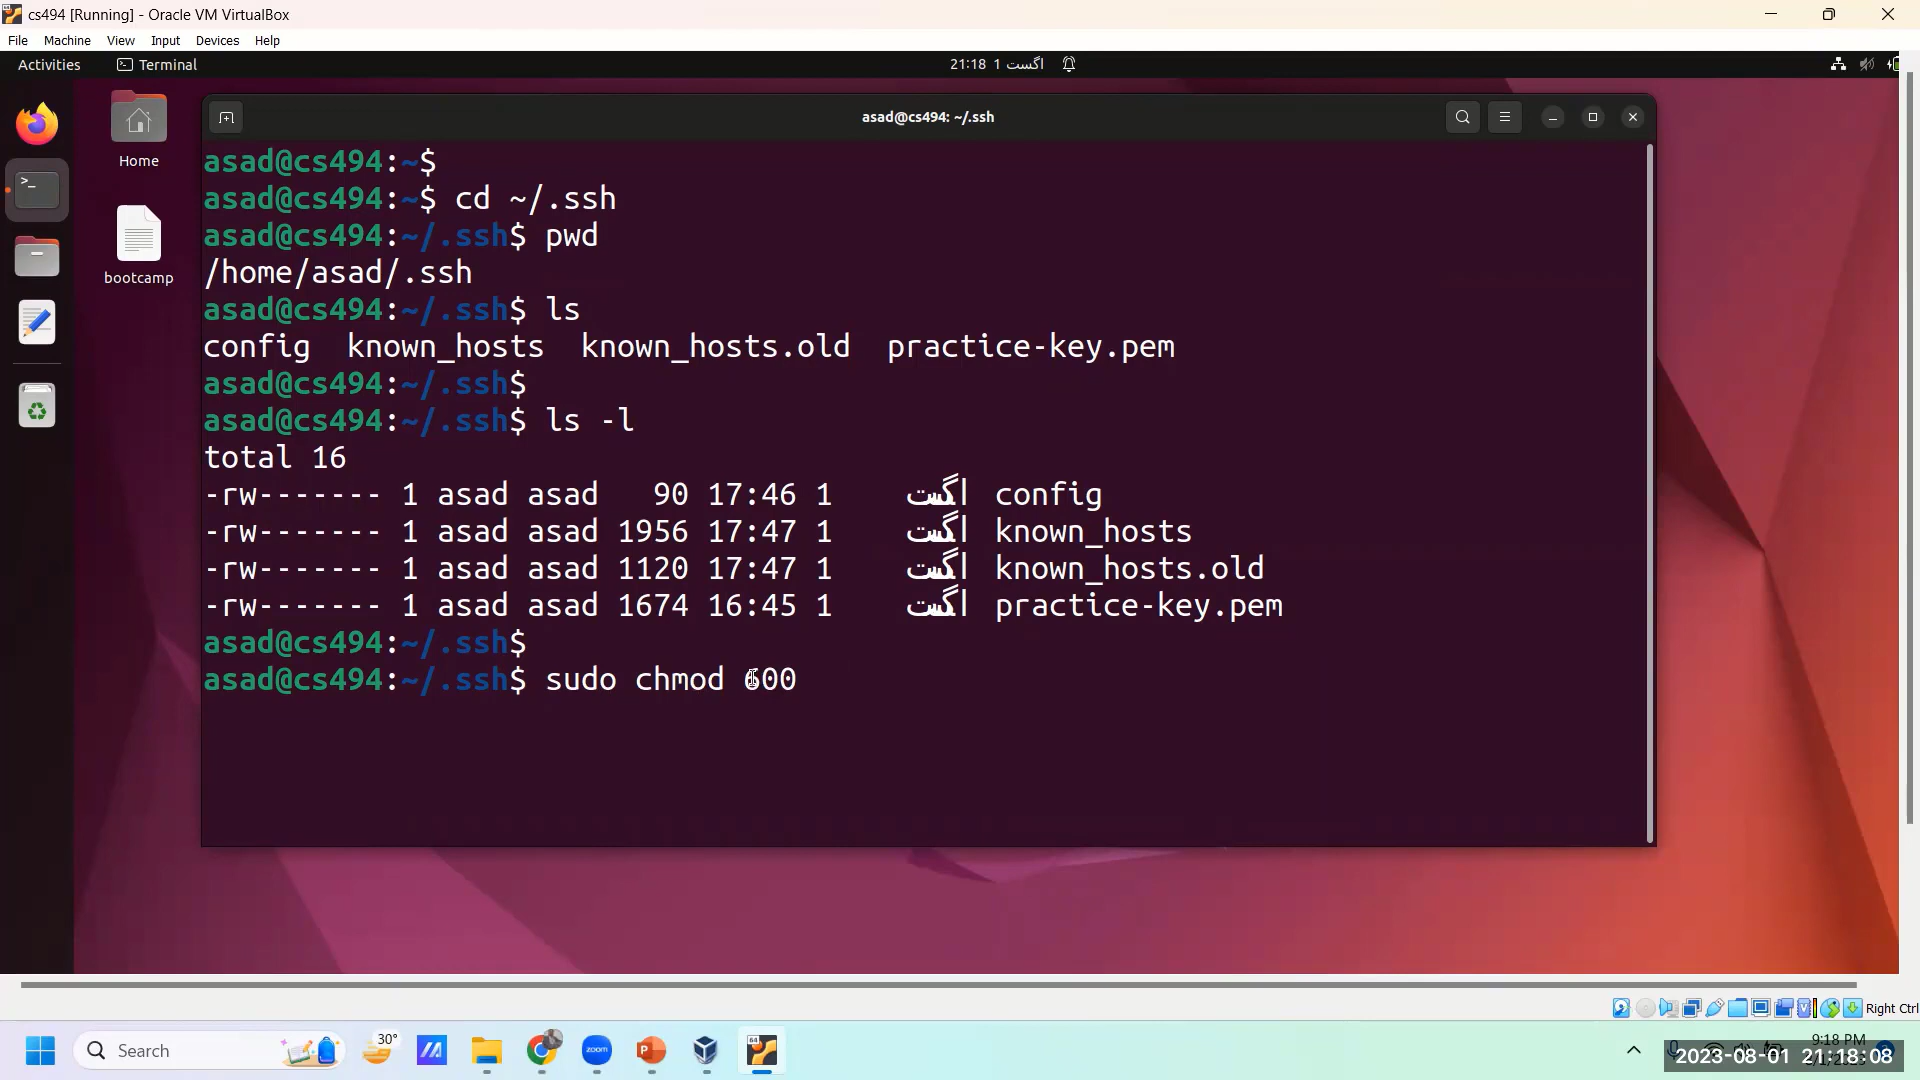 cs494 [Running] - Oracle VM VirtualBox
File Machine View Input Devices Help
Activities Terminal 21:18 اگست 1
Home
bootcamp
asad@cs494: ~/.ssh
asad@cs494:~$
asad@cs494:~$ cd ~/.ssh
asad@cs494:~/.ssh$ pwd
/home/asad/.ssh
asad@cs494:~/.ssh$ ls
config known_hosts known_hosts.old practice-key.pem
asad@cs494:~/.ssh$
asad@cs494:~/.ssh$ ls -l
total 16
-rw------- 1 asad asad 90 17:46 1 اگست config
-rw------- 1 asad asad 1956 17:47 1 اگست known_hosts
-rw------- 1 asad asad 1120 17:47 1 اگست known_hosts.old
-rw------- 1 asad asad 1674 16:45 1 اگست practice-key.pem
asad@cs494:~/.ssh$
asad@cs494:~/.ssh$ sudo chmod 600
Right Ctrl
Search
30°
zoom
64
9:18 PM
2023-08-01 21:18:08